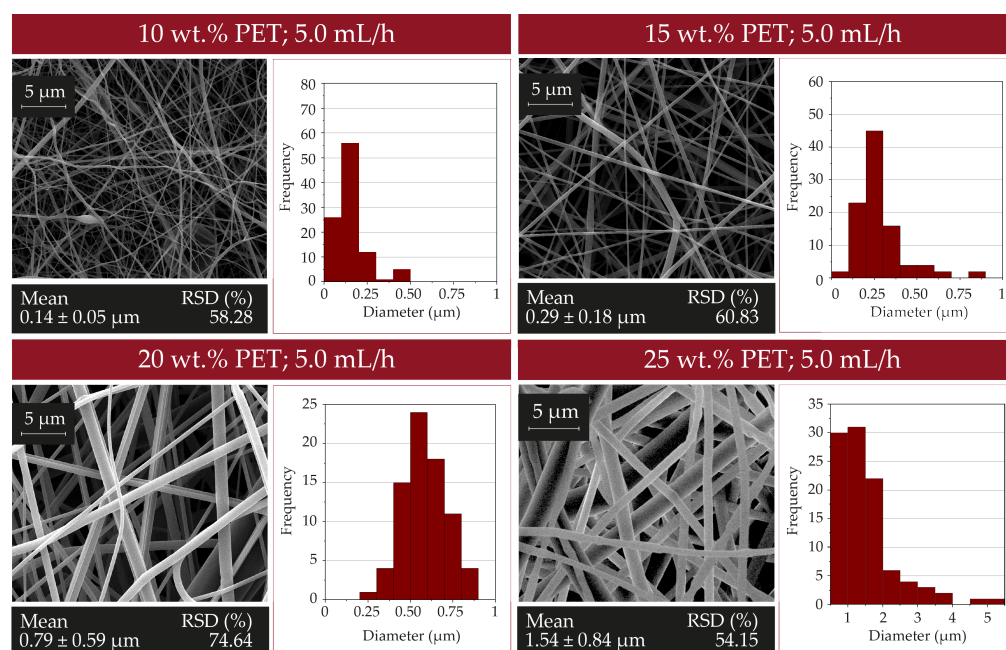 10 wt.% PET; 5.0 mL/h
5 μm
Frequency
80
70
60
50
40
30
20
10
0
0 0.25 0.50 0.75 1
Diameter (μm)
Mean RSD (%)
0.14 ± 0.05 μm 58.28
15 wt.% PET; 5.0 mL/h
5 μm
Frequency
60
50
40
30
20
10
0
0 0.25 0.50 0.75 1
Diameter (μm)
Mean RSD (%)
0.29 ± 0.18 μm 60.83
20 wt.% PET; 5.0 mL/h
5 μm
Frequency
25
20
15
10
5
0
0 0.25 0.50 0.75 1
Diameter (μm)
Mean RSD (%)
0.79 ± 0.59 μm 74.64
25 wt.% PET; 5.0 mL/h
5 μm
Frequency
35
30
25
20
15
10
5
0
1 2 3 4 5
Diameter (μm)
Mean RSD (%)
1.54 ± 0.84 μm 54.15